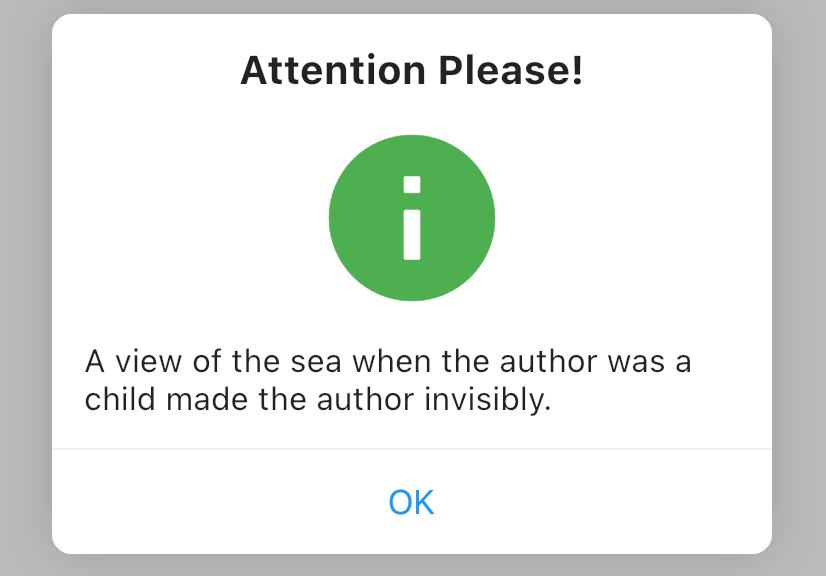 Attention Please!
A view of the sea when the author was a
child made the author invisibly.
OK